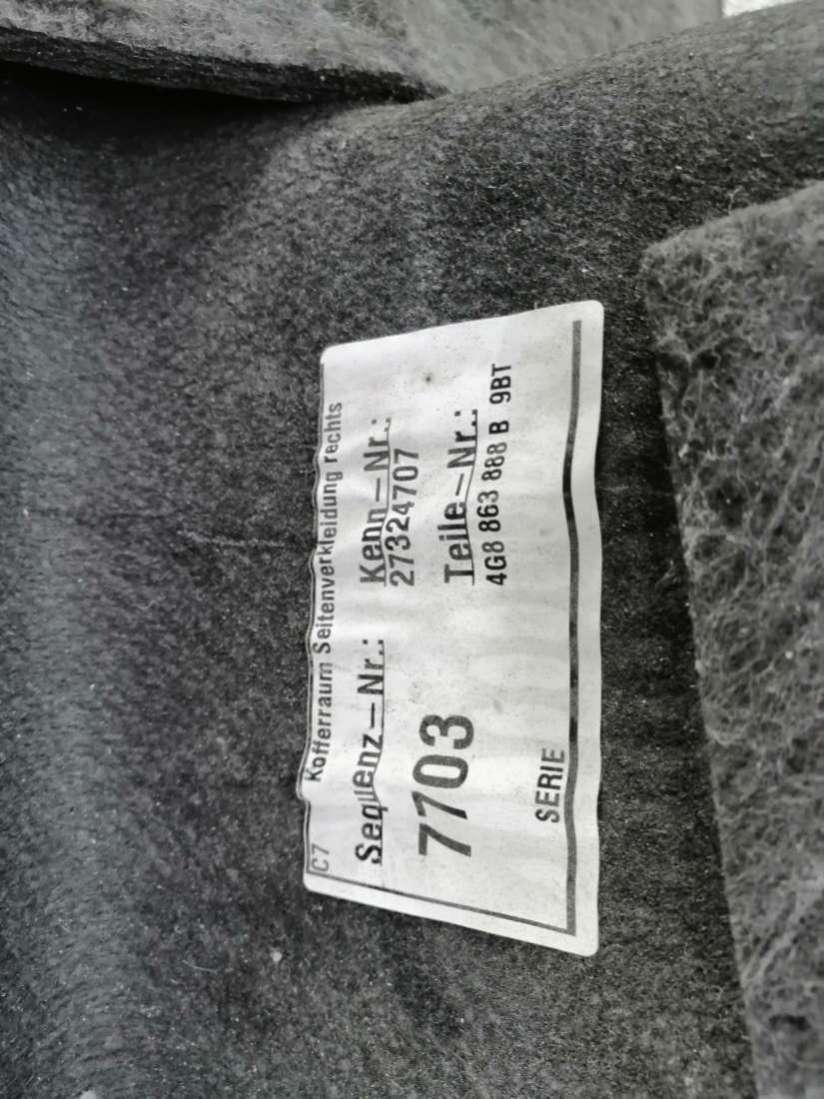 C7 Kofferraum Seitenverkleidung rechts
Sequenz-Nr.: Kenn-Nr.:
7703 27324707
Teile-Nr.:
4G8 863 888 B 9BT
SERIE